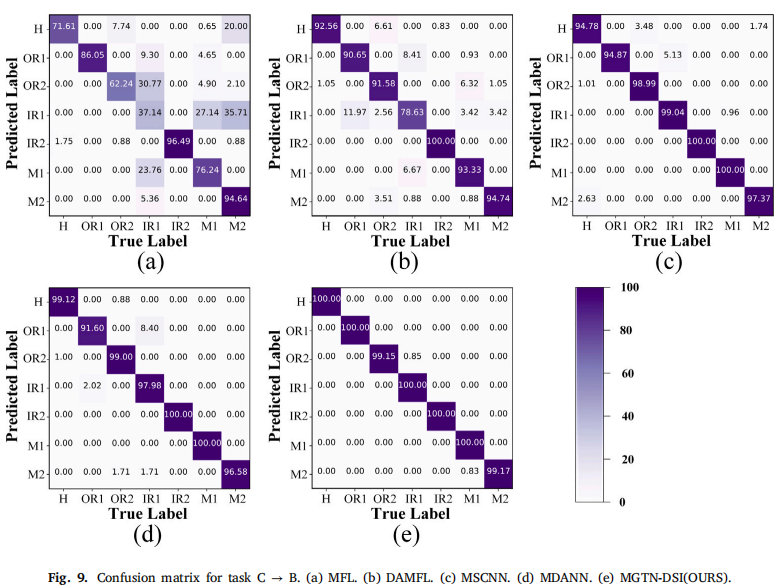 Predicted Label
H 71.61 0.00 7.74 0.00 0.00 0.65 20.00
OR1 0.00 86.05 0.00 9.30 0.00 4.65 0.00
OR2 0.00 0.00 62.24 30.77 0.00 4.90 2.10
IR1 0.00 0.00 0.00 37.14 0.00 27.14 35.71
IR2 1.75 0.00 0.88 0.00 96.49 0.00 0.88
M1 0.00 0.00 0.00 23.76 0.00 76.24 0.00
M2 0.00 0.00 0.00 5.36 0.00 0.00 94.64
H OR1 OR2 IR1 IR2 M1 M2
True Label
(a)
Predicted Label
H 92.56 0.00 6.61 0.00 0.83 0.00 0.00
OR1 0.00 90.65 0.00 8.41 0.00 0.93 0.00
OR2 1.05 0.00 91.58 0.00 0.00 6.32 1.05
IR1 0.00 11.97 2.56 78.63 0.00 3.42 3.42
IR2 0.00 0.00 0.00 0.00 100.00 0.00 0.00
M1 0.00 0.00 0.00 6.67 0.00 93.33 0.00
M2 0.00 0.00 3.51 0.88 0.00 0.88 94.74
H OR1 OR2 IR1 IR2 M1 M2
True Label
(b)
Predicted Label
H 94.78 0.00 3.48 0.00 0.00 0.00 1.74
OR1 0.00 94.87 0.00 5.13 0.00 0.00 0.00
OR2 1.01 0.00 98.99 0.00 0.00 0.00 0.00
IR1 0.00 0.00 0.00 99.04 0.00 0.96 0.00
IR2 0.00 0.00 0.00 0.00 100.00 0.00 0.00
M1 0.00 0.00 0.00 0.00 0.00 100.00 0.00
M2 2.63 0.00 0.00 0.00 0.00 0.00 97.37
H OR1 OR2 IR1 IR2 M1 M2
True Label
(c)
Predicted Label
H 99.12 0.00 0.88 0.00 0.00 0.00 0.00
OR1 0.00 91.60 0.00 8.40 0.00 0.00 0.00
OR2 1.00 0.00 99.00 0.00 0.00 0.00 0.00
IR1 0.00 2.02 0.00 97.98 0.00 0.00 0.00
IR2 0.00 0.00 0.00 0.00 100.00 0.00 0.00
M1 0.00 0.00 0.00 0.00 0.00 100.00 0.00
M2 0.00 0.00 1.71 1.71 0.00 0.00 96.58
H OR1 OR2 IR1 IR2 M1 M2
True Label
(d)
Predicted Label
H 100.00 0.00 0.00 0.00 0.00 0.00 0.00
OR1 0.00 100.00 0.00 0.00 0.00 0.00 0.00
OR2 0.00 0.00 99.15 0.85 0.00 0.00 0.00
IR1 0.00 0.00 0.00 100.00 0.00 0.00 0.00
IR2 0.00 0.00 0.00 0.00 100.00 0.00 0.00
M1 0.00 0.00 0.00 0.00 0.00 100.00 0.00
M2 0.00 0.00 0.00 0.00 0.00 0.83 99.17
H OR1 OR2 IR1 IR2 M1 M2
True Label
(e)
100
80
60
40
20
0
Fig. 9. Confusion matrix for task C → B. (a) MFL. (b) DAMFL. (c) MSCNN. (d) MDANN. (e) MGTN-DSI(OURS).